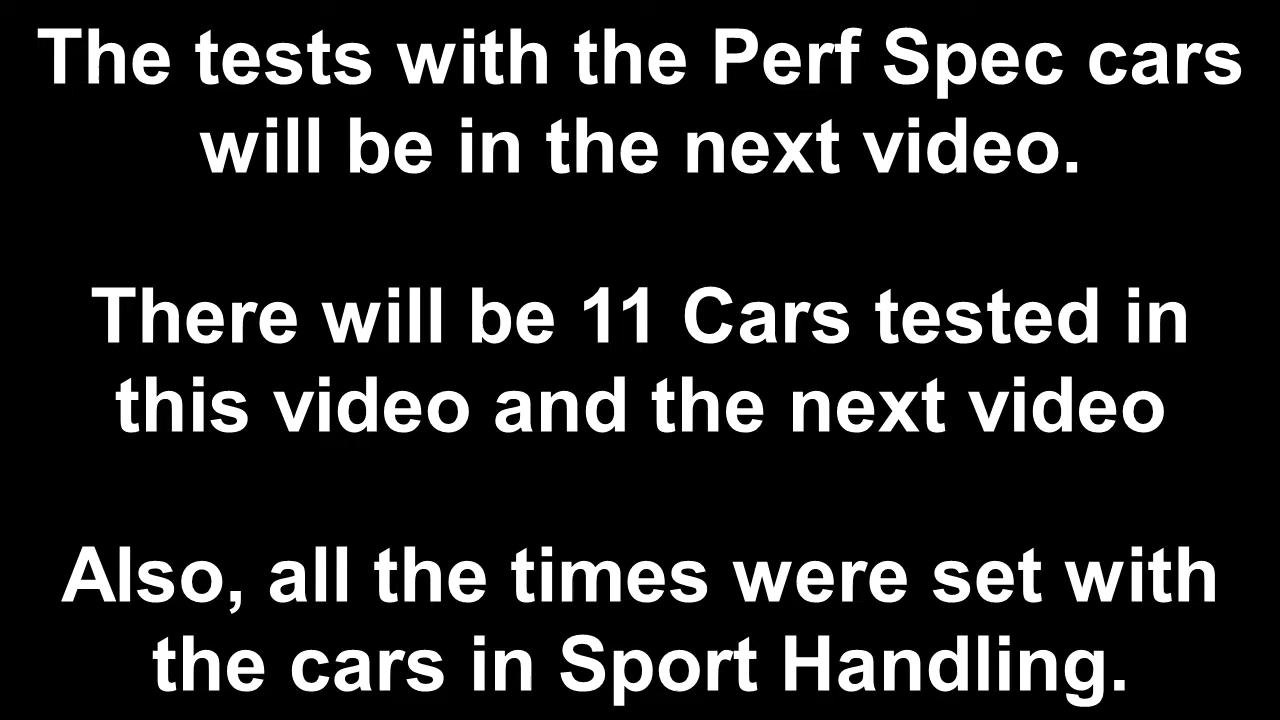 The tests with the Perf Spec cars
will be in the next video.
There will be 11 Cars tested in
this video and the next video
Also, all the times were set with
the cars in Sport Handling.